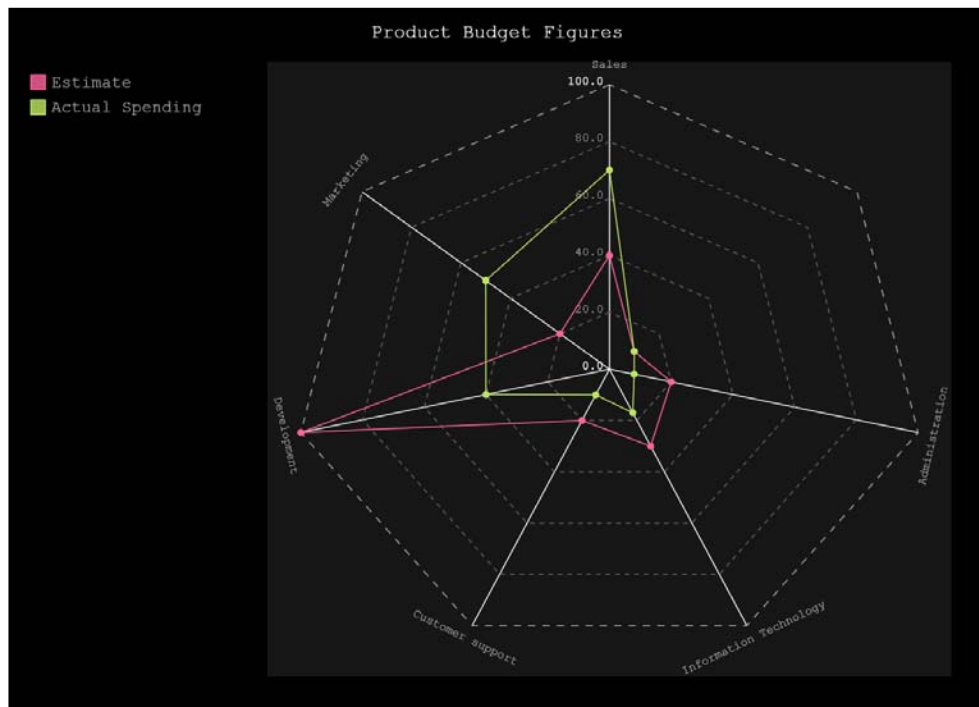 Product Budget Figures
Estimate
Actual Spending
Sales
100.0
80.0
60.0
40.0
20.0
0.0
Marketing
Development
Customer support
Information Technology
Administration